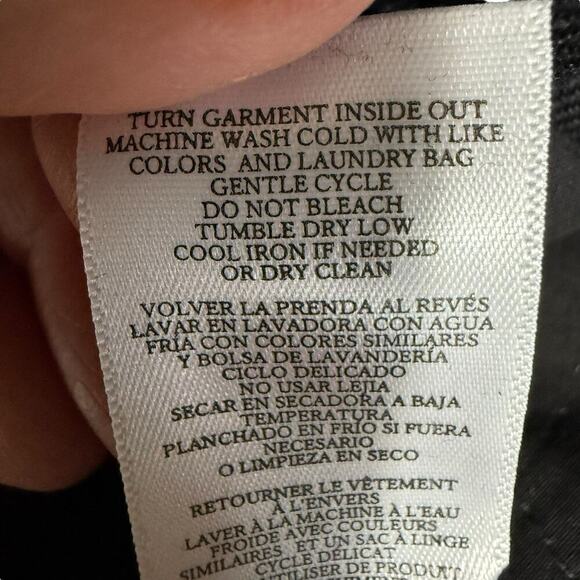 TURN GARMENT INSIDE OUT
MACHINE WASH COLD WITH LIKE
COLORS AND LAUNDRY BAG
GENTLE CYCLE
DO NOT BLEACH
TUMBLE DRY LOW
COOL IRON IF NEEDED
OR DRY CLEAN
VOLVER LA PRENDA AL REVÉS
LAVAR EN LAVADORA CON AGUA
FRÍA CON COLORES SIMILARES
Y BOLSA DE LAVANDERÍA
CICLO DELICADO
NO USAR LEJIA
SECAR EN SECADORA A BAJA
TEMPERATURA
PLANCHADO EN FRÍO SI FUERA
NECESARIO
O LIMPIEZA EN SECO
RETOURNER LE VÊTEMENT
À L'ENVERS
LAVER À LA MACHINE À L'EAU
FROIDE AVEC COULEURS
SIMILAIRES ET UN SAC À LINGE
CYCLE DÉLICAT
UTILISER DE PRODUIT